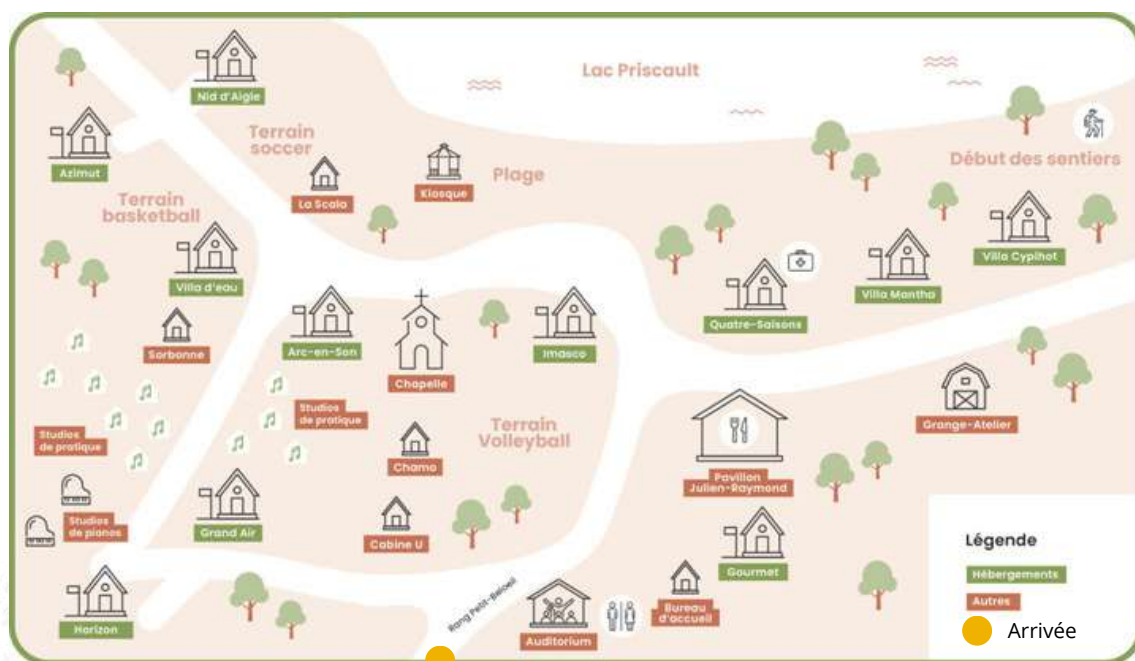 Lac Priscault
Nid d'Aigle
Terrain
soccer
Début des sentiers
Azimut
La Scala
Kiosque
Plage
Terrain
basketball
Villa d'eau
Villa Cypihot
Villa Mantha
Quatre-Saisons
Sorbonne
Arc-en-Son
Imasco
Chapelle
Studios
de pratique
Terrain
Volleyball
Grange-Atelier
Studios
de pratique
Chamo
Pavillon
Julien-Raymond
Studios
de pianos
Grand Air
Cabine U
Gourmet
Horizon
Rang Petit-Beloeil
Auditorium
Bureau
d'accueil
Légende
Hébergements
Autres
Arrivée